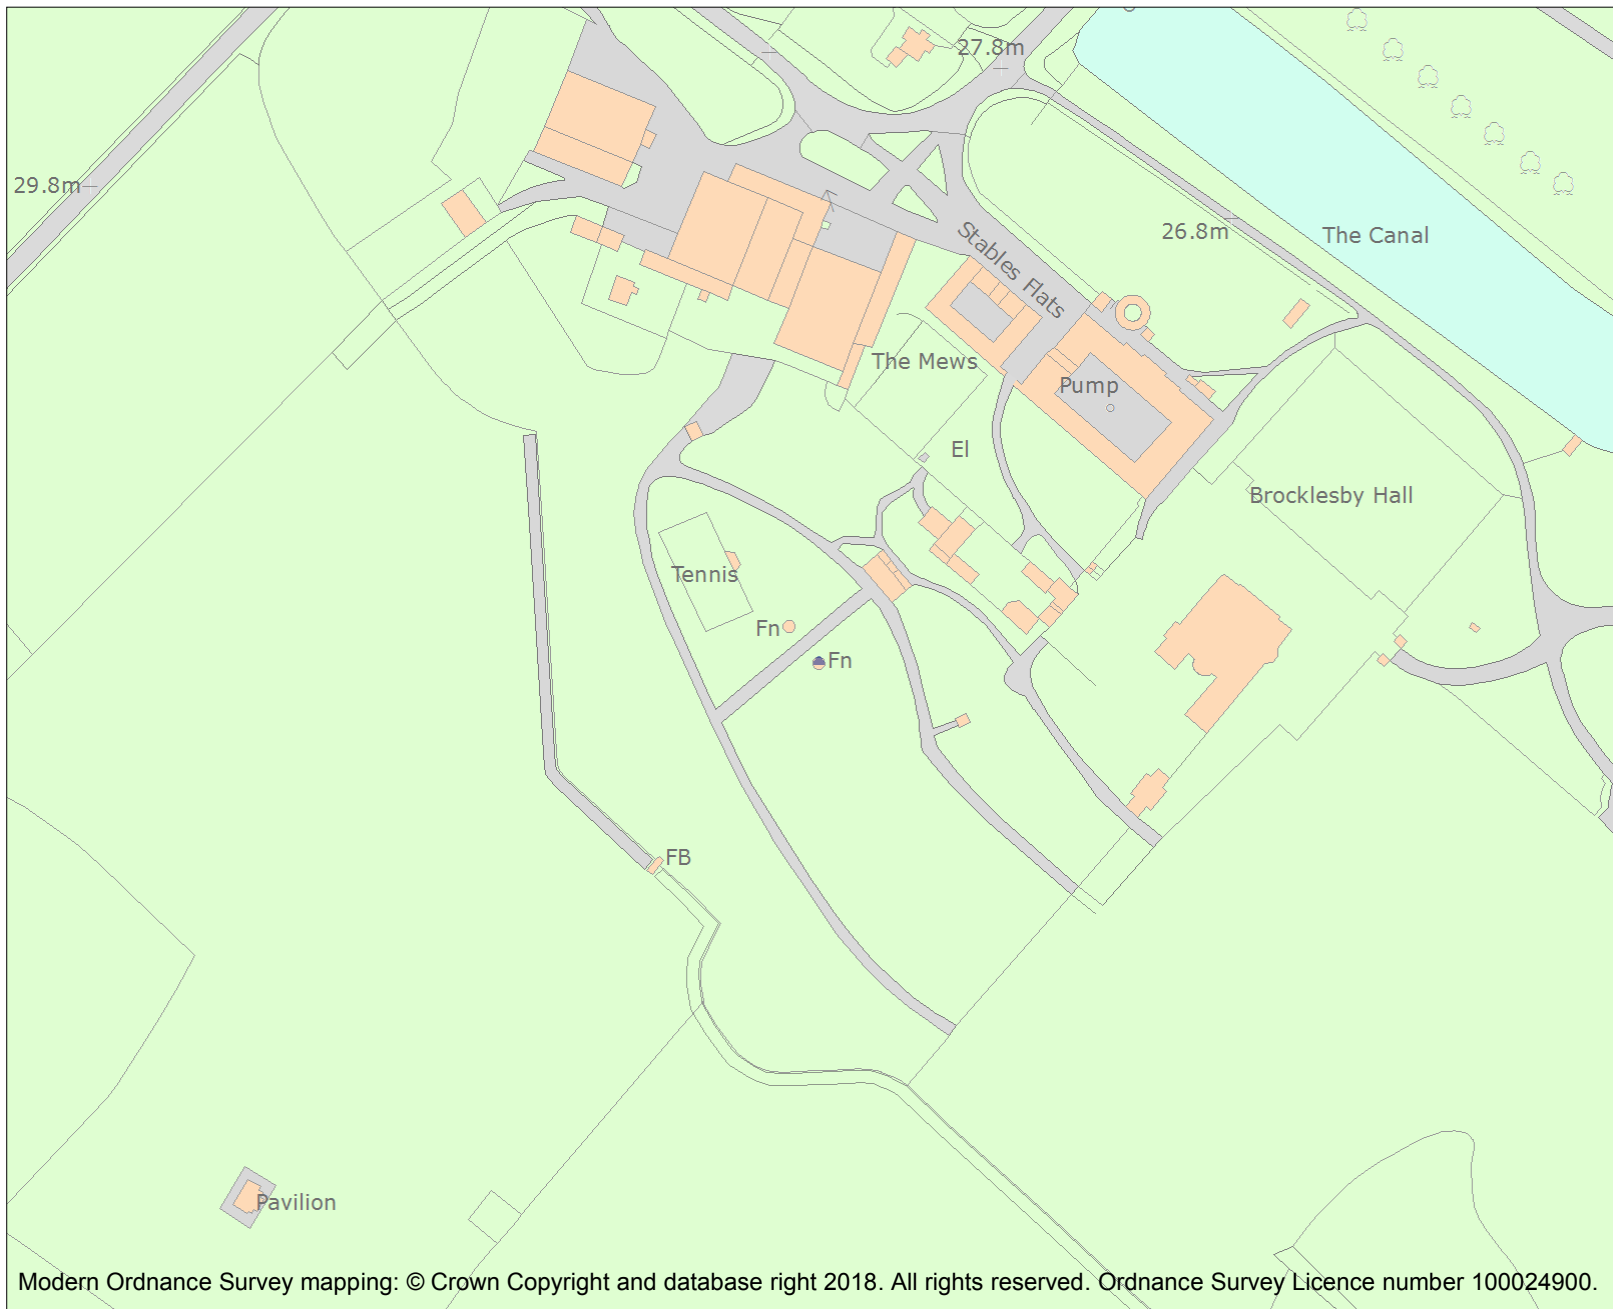 27.8m
29.8m
Stables Flats
26.8m
The Canal
The Mews
Pump
El
Brocklesby Hall
Tennis
Fn
Fn
FB
Pavilion
Modern Ordnance Survey mapping: © Crown Copyright and database right 2018. All rights reserved. Ordnance Survey Licence number 100024900.